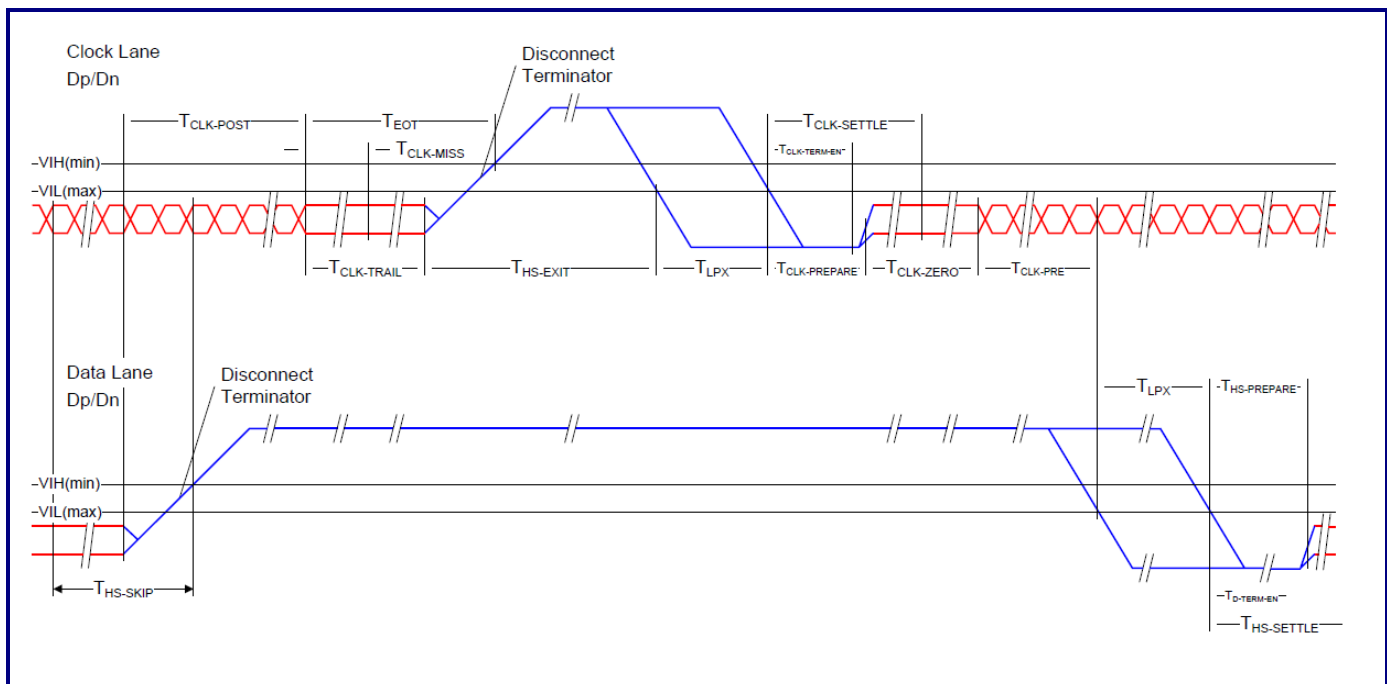 Clock Lane
Dp/Dn
Disconnect
Terminator
TCLK-POST
TEOT
TCLK-SETTLE
TCLK-MISS
TCLK-TERM-EN
VIH(min)
VIL(max)
TCLK-TRAIL
THS-EXIT
TLPX
TCLK-PREPARE
TCLK-ZERO
TCLK-PRE
Data Lane
Dp/Dn
Disconnect
Terminator
TLPX
THS-PREPARE
VIH(min)
VIL(max)
THS-SKIP
TD-TERM-EN
THS-SETTLE